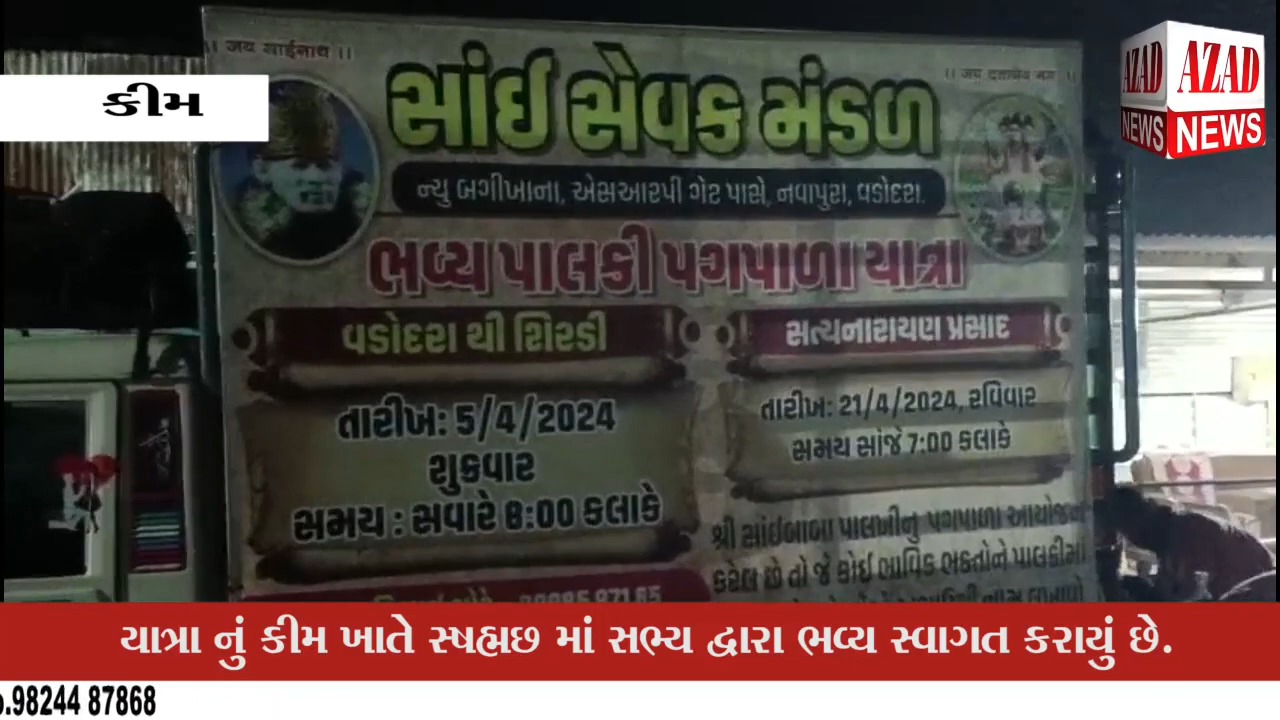 ।। જય સાઈનાથ ।।
સાંઈ સેવક મંડળ
।। જય
કીમ
AZAD NEWS
AZAD NEWS
ન્યુ બગીખાના, એસઆરપી ગેટ પાસે, નવાપુરા, વડોદરા.
ભવ્ય પાલકી પગપાળા યાત્રા
વડોદરા થી શિરડી
તારીખ: 5/4/2024
શુક્રવાર
સમય : સવારે 8:00 કલાકે
સત્યનારાયણ પ્રસાદ
તારીખ: 21/4/2024, રવિવાર
સમય સાંજે 7:00 કલાકે
શ્રી સાંઈબાબા પાલખીનું પગપાળા આયોજન
કરેલ છે તો જે કોઈ ભાવિક ભક્તોને પાલકીમાં
યાત્રા નું કીમ ખાતે સ્ષહ્મછ માં સભ્ય દ્વારા ભવ્ય સ્વાગત કરાયું છે.
o.98244 87868